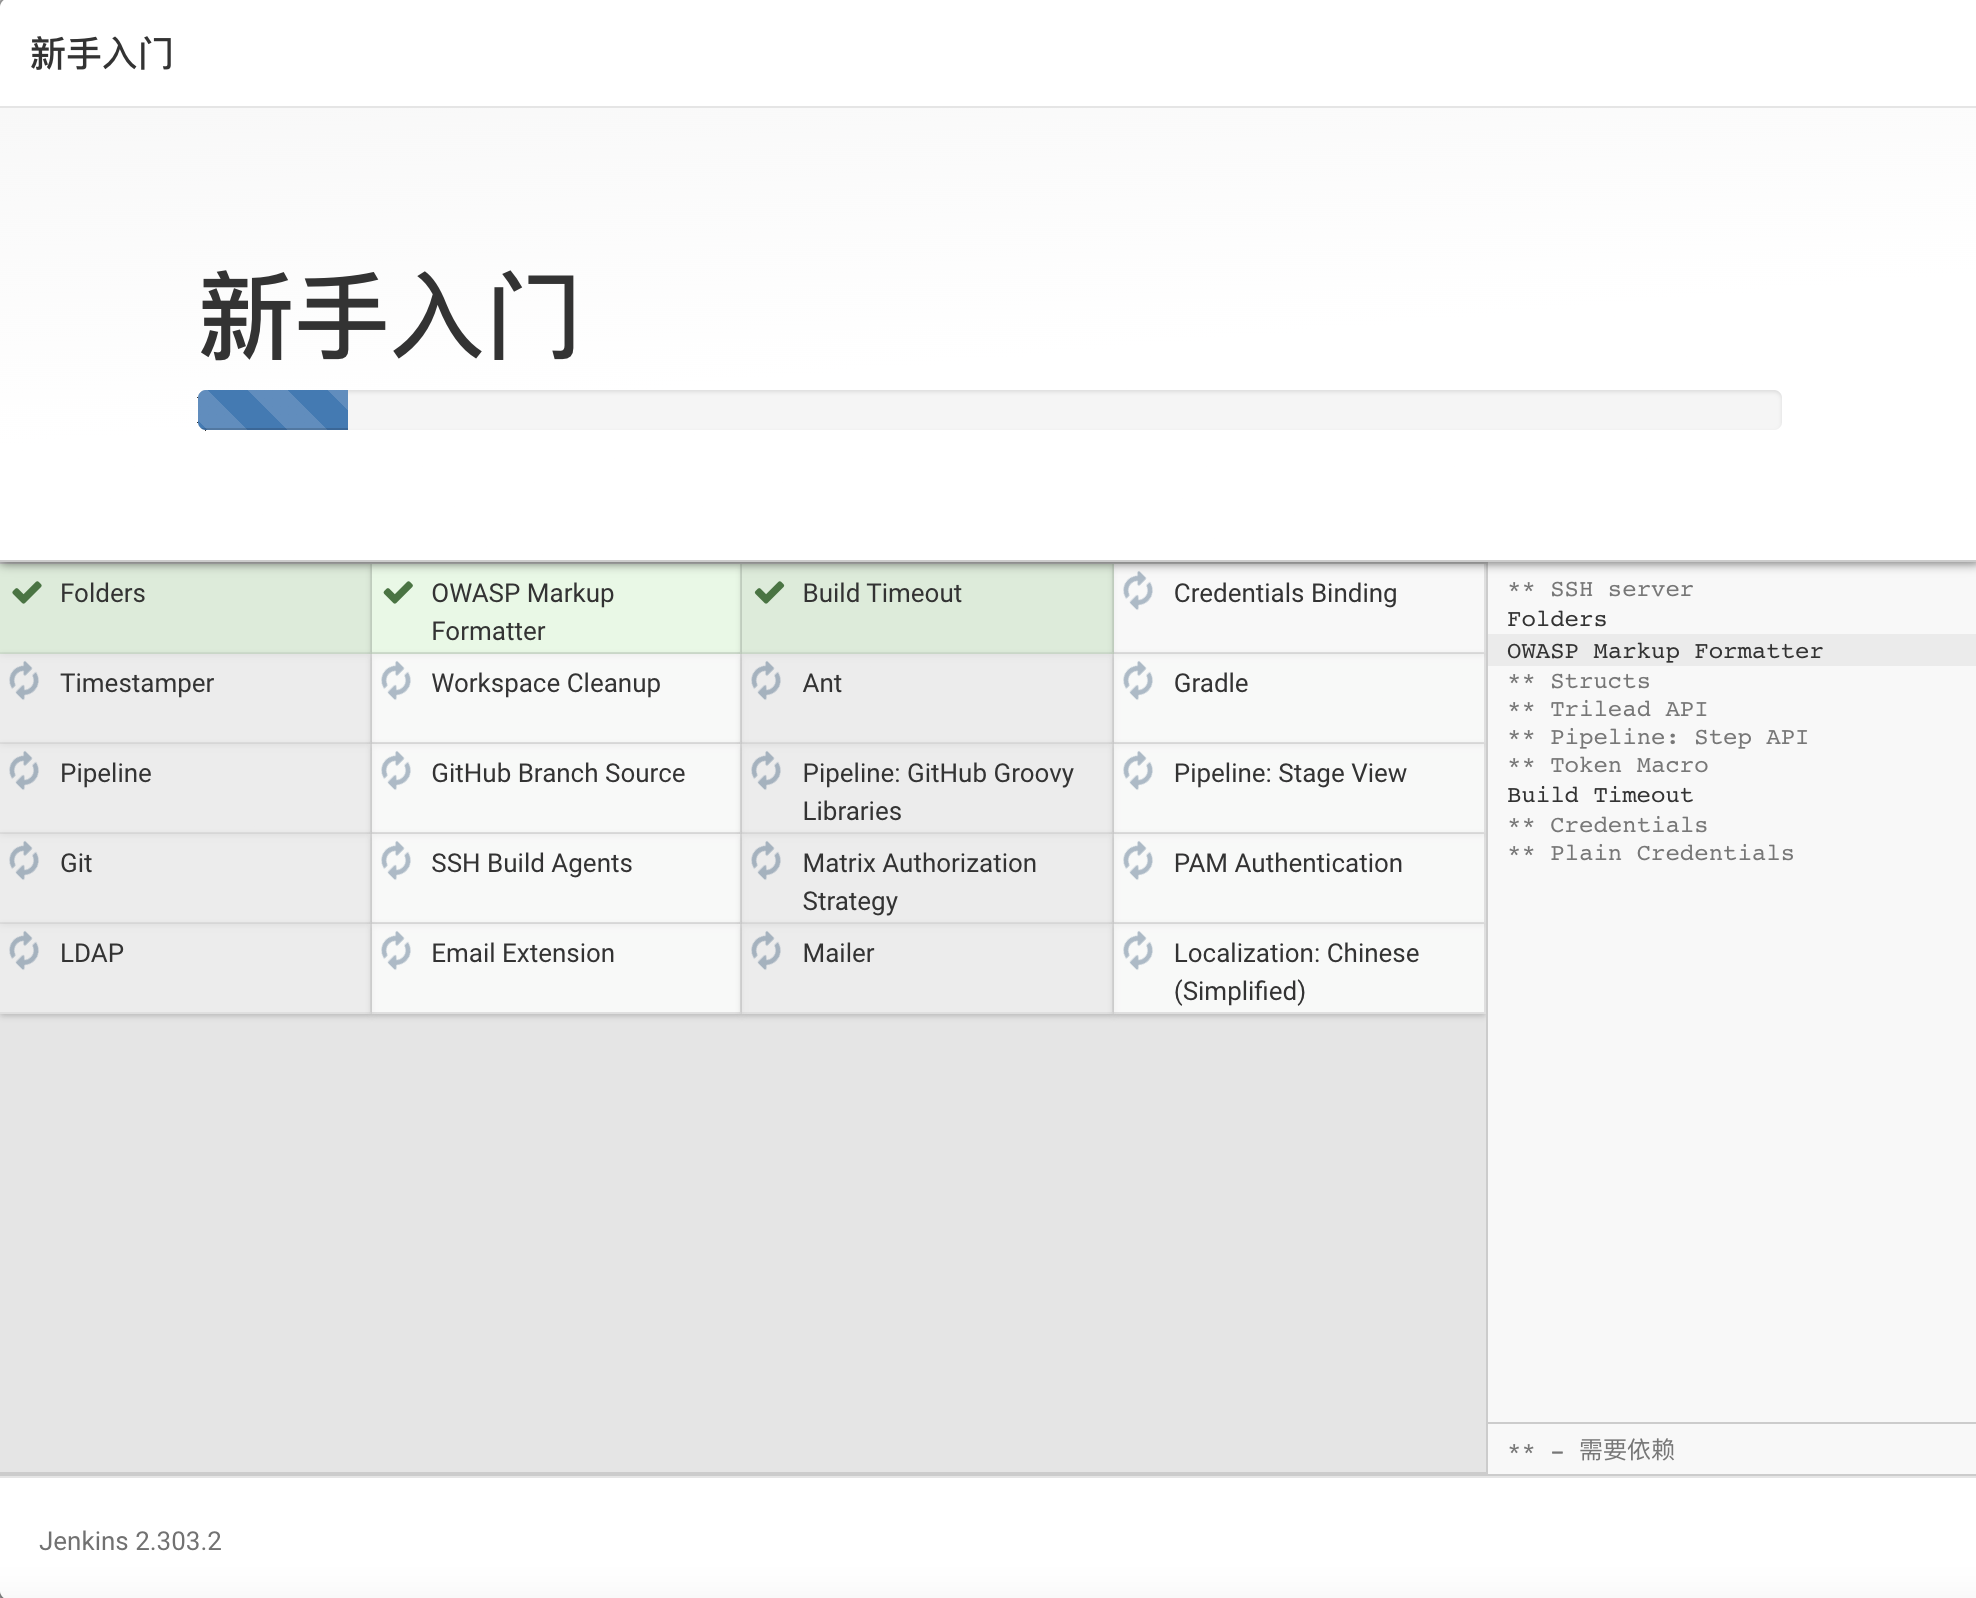 新手入门
新手入门
Folders
OWASP Markup
Formatter
Build Timeout
Credentials Binding
Timestamper
Workspace Cleanup
Ant
Gradle
Pipeline
GitHub Branch Source
Pipeline: GitHub Groovy
Libraries
Pipeline: Stage View
Git
SSH Build Agents
Matrix Authorization
Strategy
PAM Authentication
LDAP
Email Extension
Mailer
Localization: Chinese
(Simplified)
** SSH server
Folders
OWASP Markup Formatter
** Structs
** Trilead API
** Pipeline: Step API
** Token Macro
Build Timeout
** Credentials
** Plain Credentials
** – 需要依赖
Jenkins 2.303.2